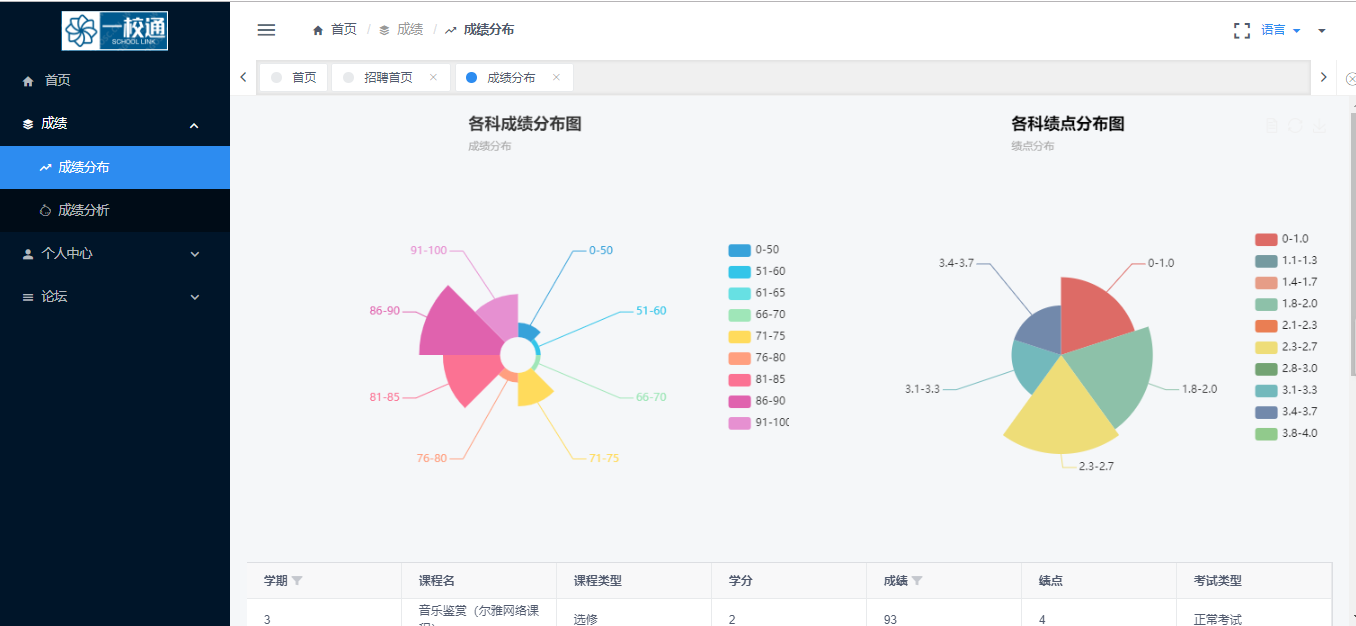 一校通
SCHOOL LINK
首页
成绩
成绩分布
成绩分析
个人中心
论坛
首页 / 成绩 / 成绩分布
语言
首页
招聘首页 ×
成绩分布 ×
各科成绩分布图
成绩分布
91-100
0-50
86-90
51-60
81-85
66-70
76-80
71-75
0-50
51-60
61-65
66-70
71-75
76-80
81-85
86-90
91-100
各科绩点分布图
绩点分布
3.4-3.7
0-1.0
3.1-3.3
1.8-2.0
2.3-2.7
0-1.0
1.1-1.3
1.4-1.7
1.8-2.0
2.1-2.3
2.3-2.7
2.8-3.0
3.1-3.3
3.4-3.7
3.8-4.0
学期 课程名 课程类型 学分 成绩 绩点 考试类型
3 音乐鉴赏（尔雅网络课 选修 2 93 4 正常考试